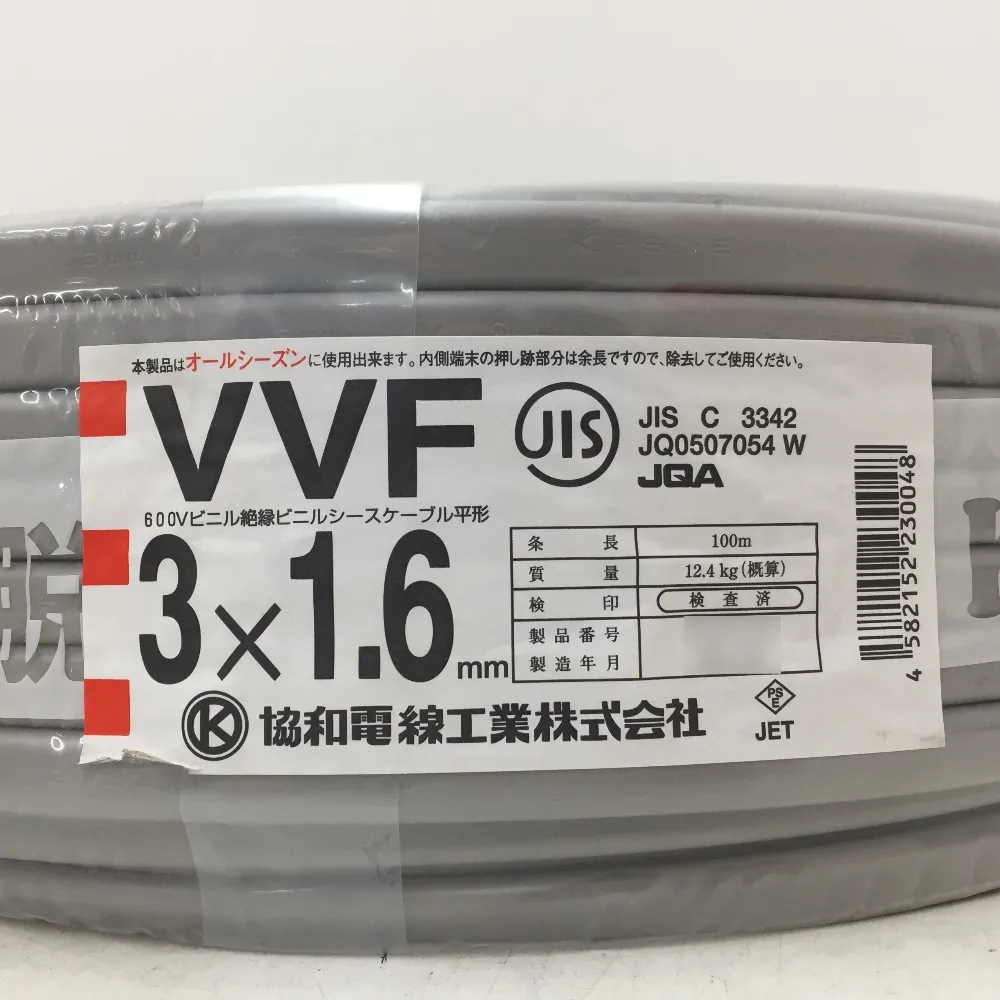 本製品はオールシーズンに使用出来ます。内側端末の押し跡部分は余長ですので、除去してご使用ください。
VVF
JIS
JIS C 3342
JQ0507054 W
JQA
600Vビニル絶縁ビニルシースケーブル平形
3×1.6mm
条長 100m
質量 12.4kg(概算)
検印 検査済
製品番号
製造年月
K 協和電線工業株式会社
PS
E
JET
4582152230048
脱